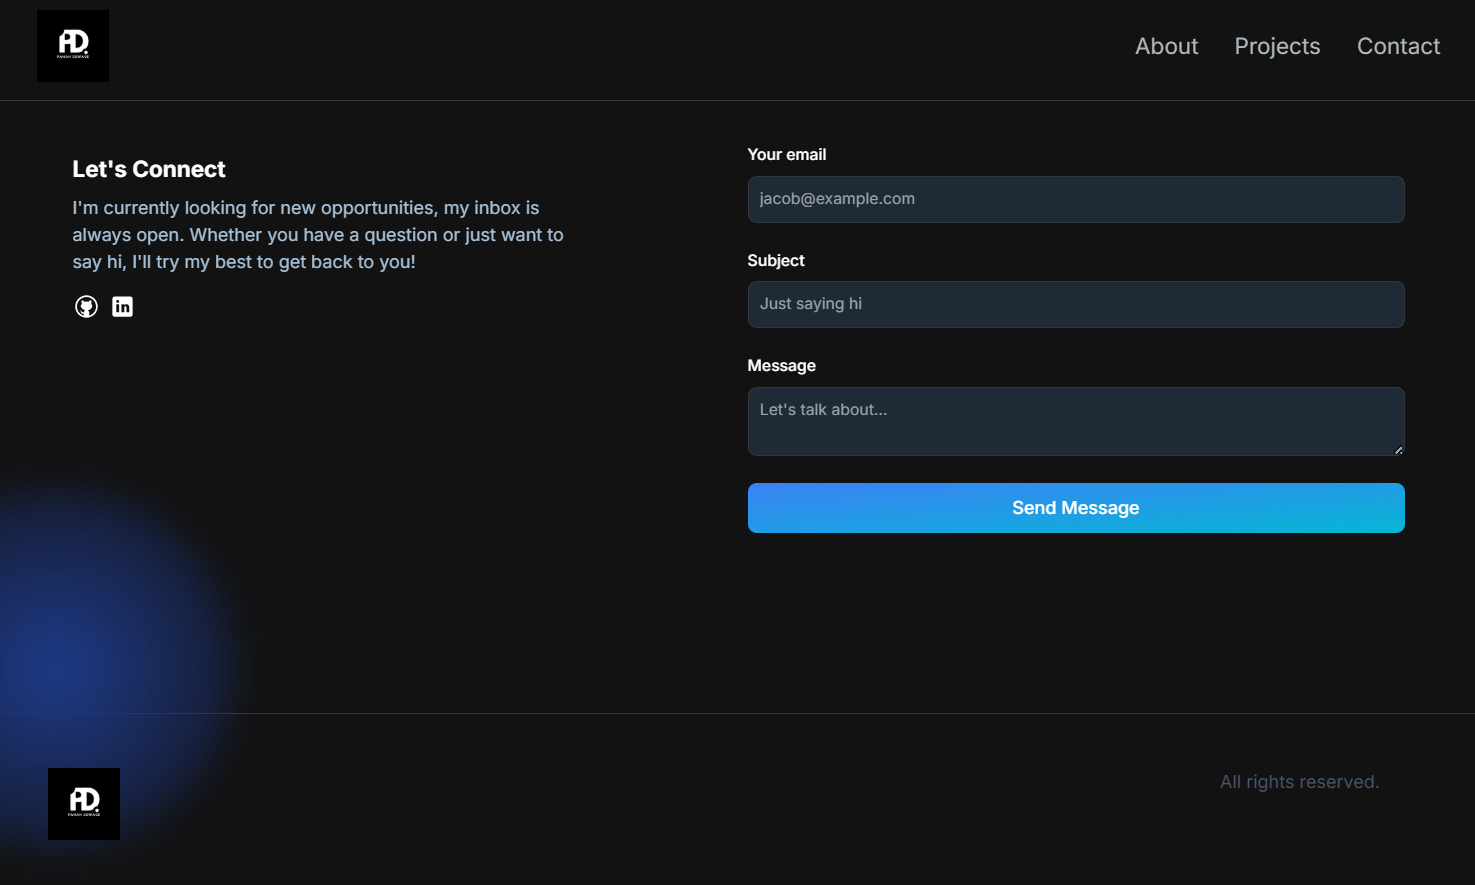 PD.
About
Projects
Contact
Let's Connect
I'm currently looking for new opportunities, my inbox is
always open. Whether you have a question or just want to
say hi, I'll try my best to get back to you!
in
Your email
jacob@example.com
Subject
Just saying hi
Message
Let's talk about...
Send Message
PD.
All rights reserved.